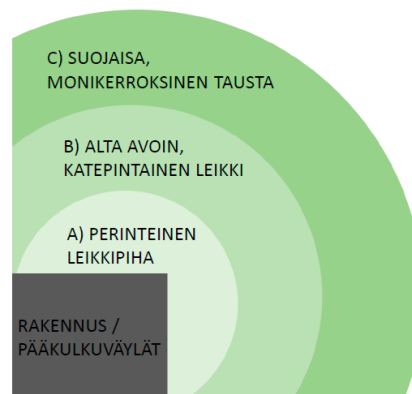 C) SUOJAISA,
MONIKERROKSINEN TAUSTA
B) ALTA AVOIN,
KATEPINTAINEN LEIKKI
A) PERINTEINEN
LEIKKIPIHA
RAKENNUS /
PÄÄKULKUVÄYLÄT